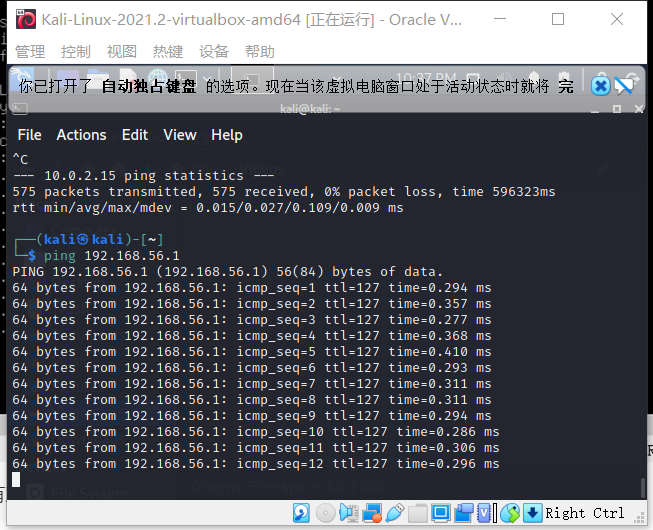 Kali-Linux-2021.2-virtualbox-amd64 [正在运行] - Oracle V...
管理 控制 视图 热键 设备 帮助
10:37 PM
你已打开了 自动独占键盘 的选项。现在当该虚拟电脑窗口处于活动状态时就将 完
kali@kali: ~
File Actions Edit View Help
^C
--- 10.0.2.15 ping statistics ---
575 packets transmitted, 575 received, 0% packet loss, time 596323ms
rtt min/avg/max/mdev = 0.015/0.027/0.109/0.009 ms
┌──(kali㉿kali)-[~]
└─$ ping 192.168.56.1
PING 192.168.56.1 (192.168.56.1) 56(84) bytes of data.
64 bytes from 192.168.56.1: icmp_seq=1 ttl=127 time=0.294 ms
64 bytes from 192.168.56.1: icmp_seq=2 ttl=127 time=0.357 ms
64 bytes from 192.168.56.1: icmp_seq=3 ttl=127 time=0.277 ms
64 bytes from 192.168.56.1: icmp_seq=4 ttl=127 time=0.368 ms
64 bytes from 192.168.56.1: icmp_seq=5 ttl=127 time=0.410 ms
64 bytes from 192.168.56.1: icmp_seq=6 ttl=127 time=0.293 ms
64 bytes from 192.168.56.1: icmp_seq=7 ttl=127 time=0.311 ms
64 bytes from 192.168.56.1: icmp_seq=8 ttl=127 time=0.311 ms
64 bytes from 192.168.56.1: icmp_seq=9 ttl=127 time=0.294 ms
64 bytes from 192.168.56.1: icmp_seq=10 ttl=127 time=0.286 ms
64 bytes from 192.168.56.1: icmp_seq=11 ttl=127 time=0.306 ms
64 bytes from 192.168.56.1: icmp_seq=12 ttl=127 time=0.296 ms
File System
Right Ctrl